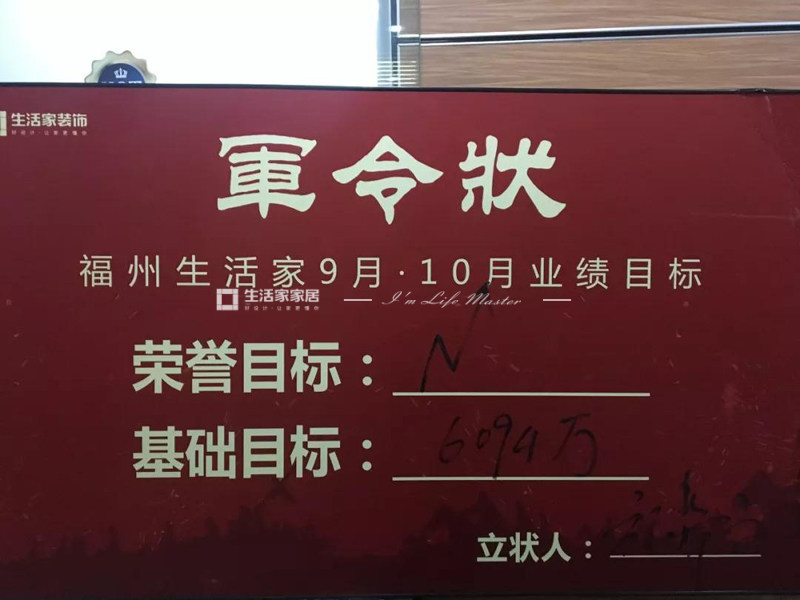 生活家装饰
軍令状
福州生活家9月·10月业绩目标
生活家家居
I'm Life Master
荣誉目标：N
基础目标：6094万
立状人：